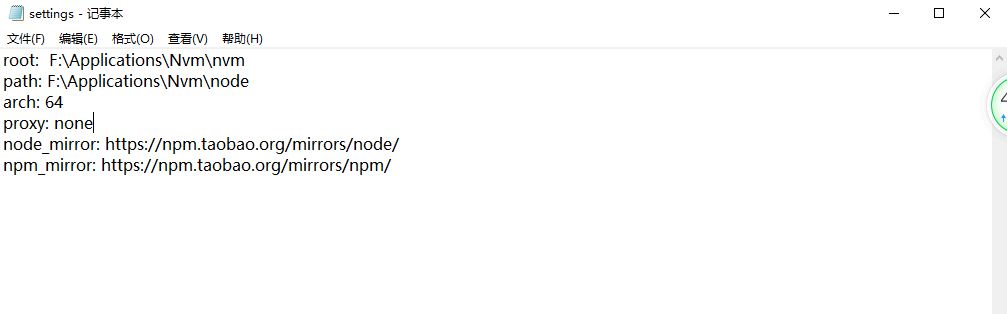 settings - 记事本
文件(F) 编辑(E) 格式(O) 查看(V) 帮助(H)
root:  F:\Applications\Nvm\nvm
path: F:\Applications\Nvm\node
arch: 64
proxy: none
node_mirror: https://npm.taobao.org/mirrors/node/
npm_mirror: https://npm.taobao.org/mirrors/npm/